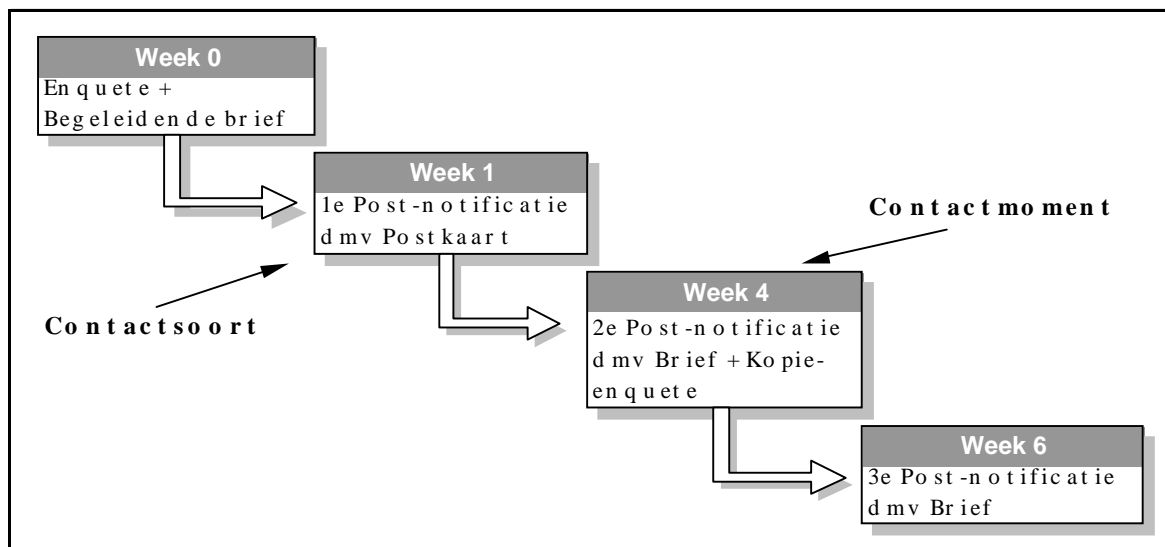 Week 0
Enquete +
Begeleidende brief
Week 1
1e Post-notificatie
dmv Postkaart
Contactmoment
Week 4
2e Post-notificatie
dmv Brief + Kopie-
enquete
Contactsoort
Week 6
3e Post-notificatie
dmv Brief